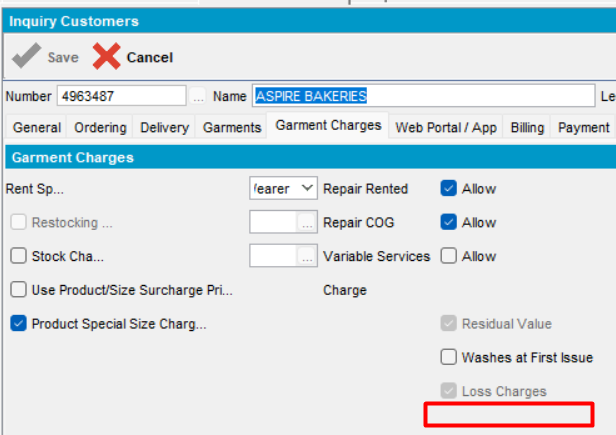 Inquiry Customers
Save Cancel
Number 4963487 ... Name ASPIRE BAKERIES Le
General Ordering Delivery Garments Garment Charges Web Portal / App Billing Payment
Garment Charges
Rent Sp... /earer Repair Rented Allow
Restocking ... ... Repair COG Allow
Stock Cha... ... Variable Services Allow
Use Product/Size Surcharge Pri... Charge
Product Special Size Charg... Residual Value
Washes at First Issue
Loss Charges